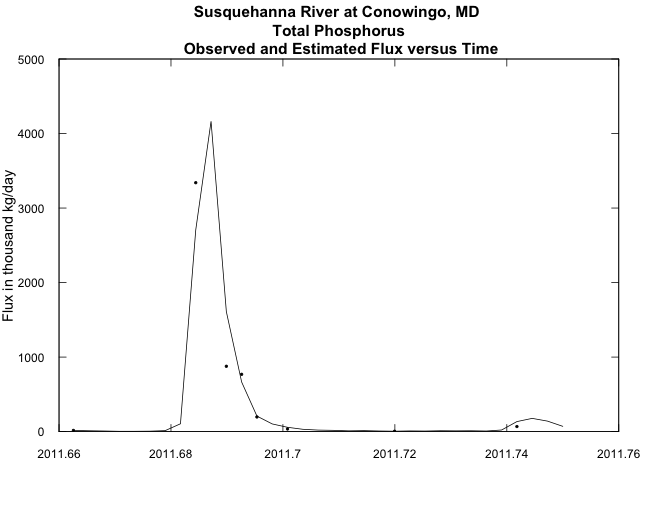 Susquehanna River at Conowingo, MD
Total Phosphorus
Observed and Estimated Flux versus Time
Flux in thousand kg/day
5000
4000
3000
2000
1000
0
2011.66 2011.68 2011.7 2011.72 2011.74 2011.76